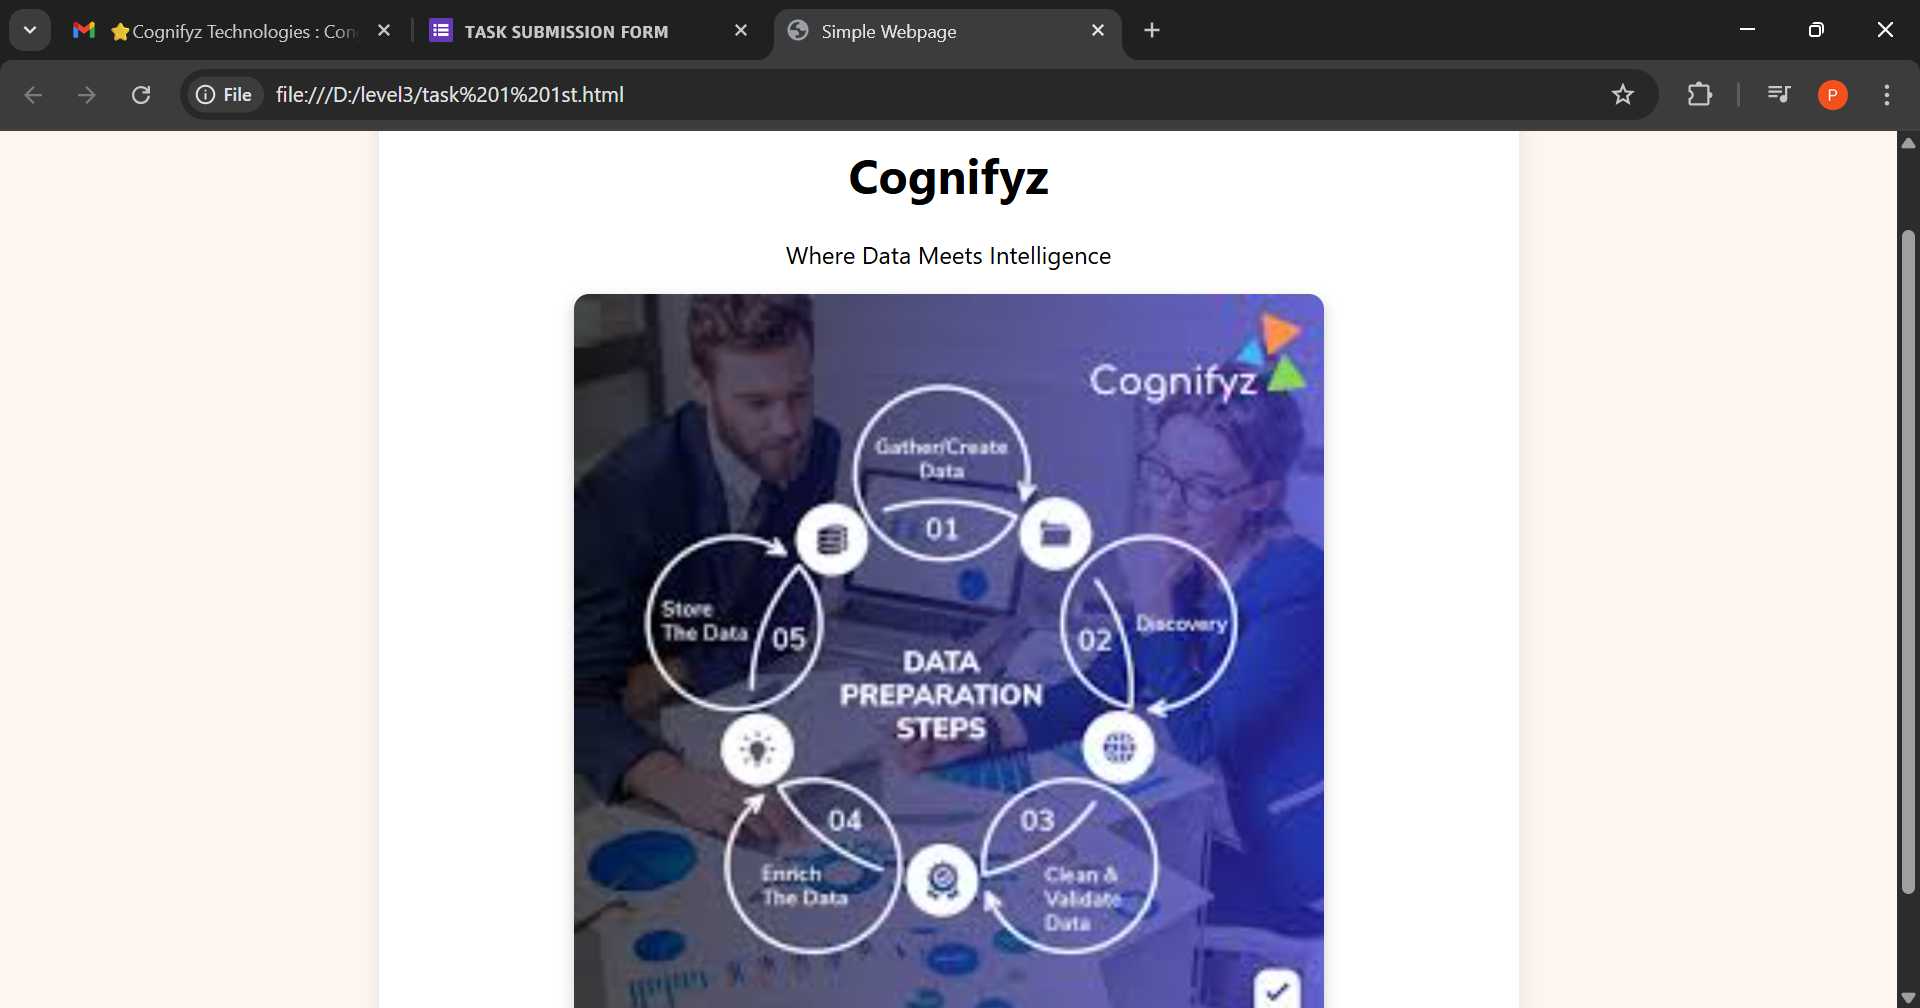 ⭐Cognifyz Technologies : Con
TASK SUBMISSION FORM
Simple Webpage
File
file:///D:/level3/task%201%201st.html
P
Cognifyz
Where Data Meets Intelligence
Cognifyz
Gather/Create
Data
01
Store
The Data
05
02
Discovery
DATA
PREPARATION
STEPS
04
Enrich
The Data
03
Clean &
Validate
Data